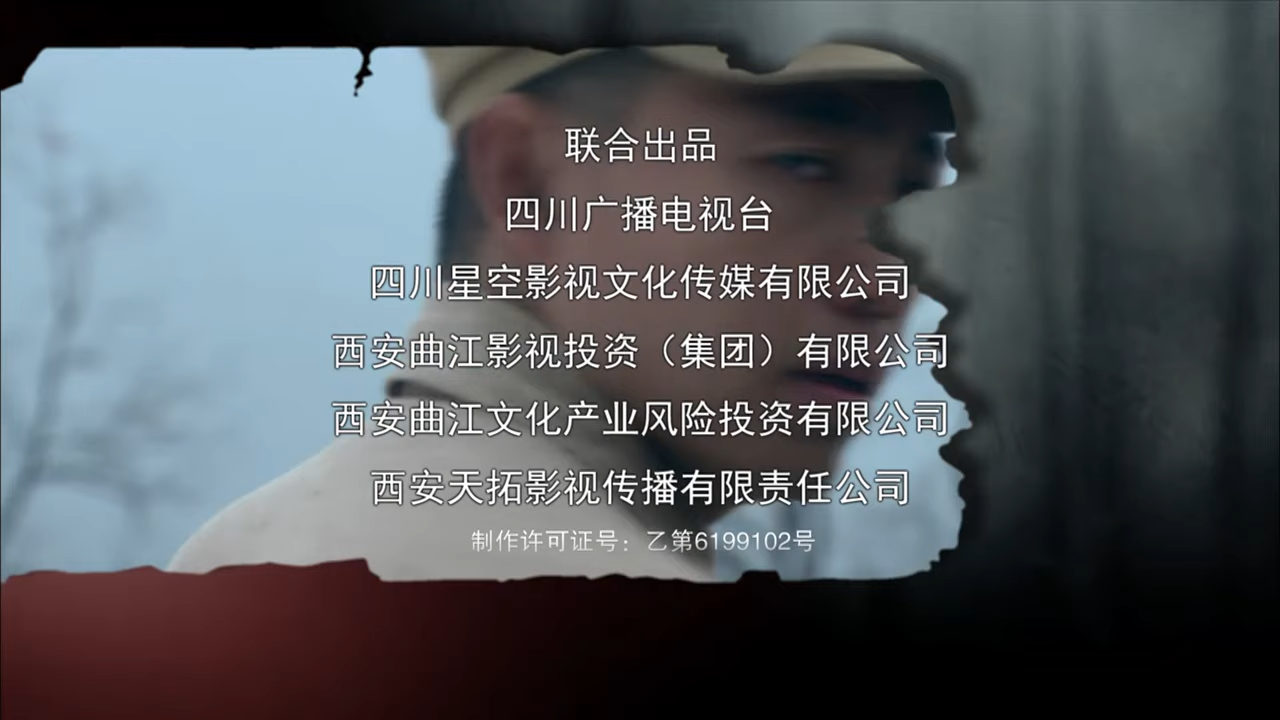 联合出品
四川广播电视台
四川星空影视文化传媒有限公司
西安曲江影视投资（集团）有限公司
西安曲江文化产业风险投资有限公司
西安天拓影视传播有限责任公司
制作许可证号：乙第6199102号